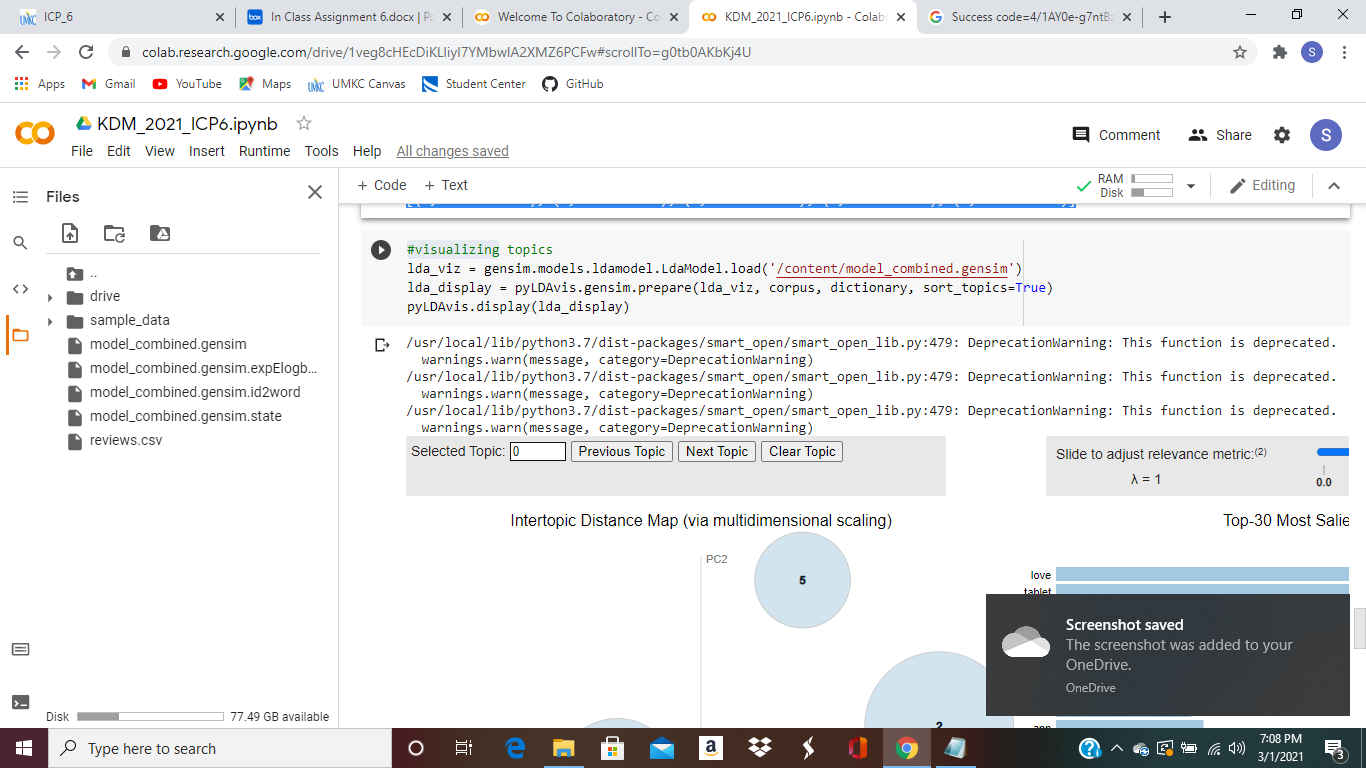 ICP_6
In Class Assignment 6.docx | Po
Welcome To Colaboratory - Co
KDM_2021_ICP6.ipynb - Colab
Success code=4/1AY0e-g7ntB
colab.research.google.com/drive/1veg8cHEcDiKLliyI7YMbwIA2XMZ6PCFw#scrollTo=g0tb0AKbKj4U
S
Apps
Gmail
YouTube
Maps
UMKC Canvas
Student Center
GitHub
KDM_2021_ICP6.ipynb
Comment
Share
S
File Edit View Insert Runtime Tools Help All changes saved
Files
+ Code + Text
RAM
Disk
Editing
..
drive
sample_data
model_combined.gensim
model_combined.gensim.expElogb...
model_combined.gensim.id2word
model_combined.gensim.state
reviews.csv
Disk
77.49 GB available
#visualizing topics
lda_viz = gensim.models.ldamodel.LdaModel.load('/content/model_combined.gensim')
lda_display = pyLDAvis.gensim.prepare(lda_viz, corpus, dictionary, sort_topics=True)
pyLDAvis.display(lda_display)
/usr/local/lib/python3.7/dist-packages/smart_open/smart_open_lib.py:479: DeprecationWarning: This function is deprecated.
warnings.warn(message, category=DeprecationWarning)
/usr/local/lib/python3.7/dist-packages/smart_open/smart_open_lib.py:479: DeprecationWarning: This function is deprecated.
warnings.warn(message, category=DeprecationWarning)
/usr/local/lib/python3.7/dist-packages/smart_open/smart_open_lib.py:479: DeprecationWarning: This function is deprecated.
warnings.warn(message, category=DeprecationWarning)
Selected Topic: 0 Previous Topic Next Topic Clear Topic
Slide to adjust relevance metric:(2)
λ = 1
0.0
Intertopic Distance Map (via multidimensional scaling)
Top-30 Most Salie
PC2
5
2
love
tablet
app
Screenshot saved
The screenshot was added to your
OneDrive.
OneDrive
Type here to search
7:08 PM
3/1/2021
3